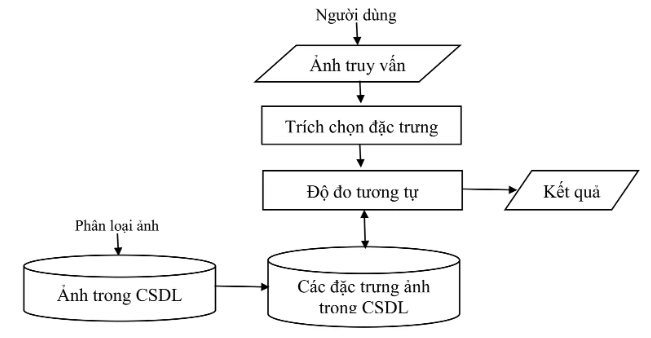 Người dùng
Ảnh truy vấn
Trích chọn đặc trưng
Độ đo tương tự
Kết quả
Phân loại ảnh
Ảnh trong CSDL
Các đặc trưng ảnh
trong CSDL